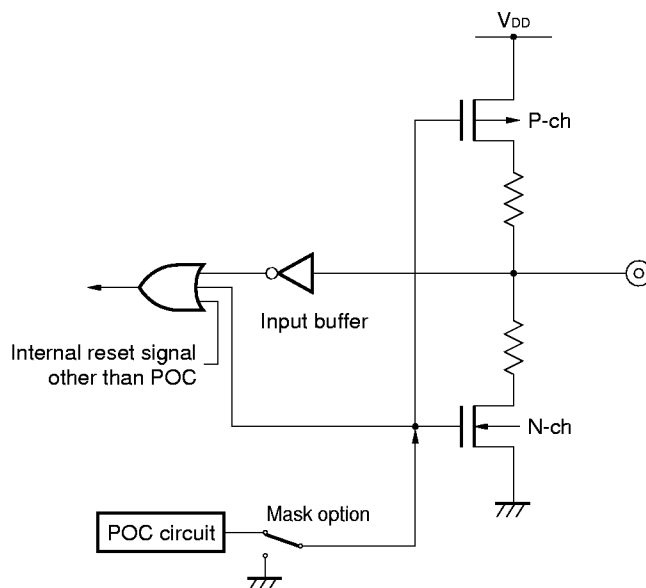 VDD
P-ch
Input buffer
Internal reset signal
other than POC
N-ch
Mask option
POC circuit